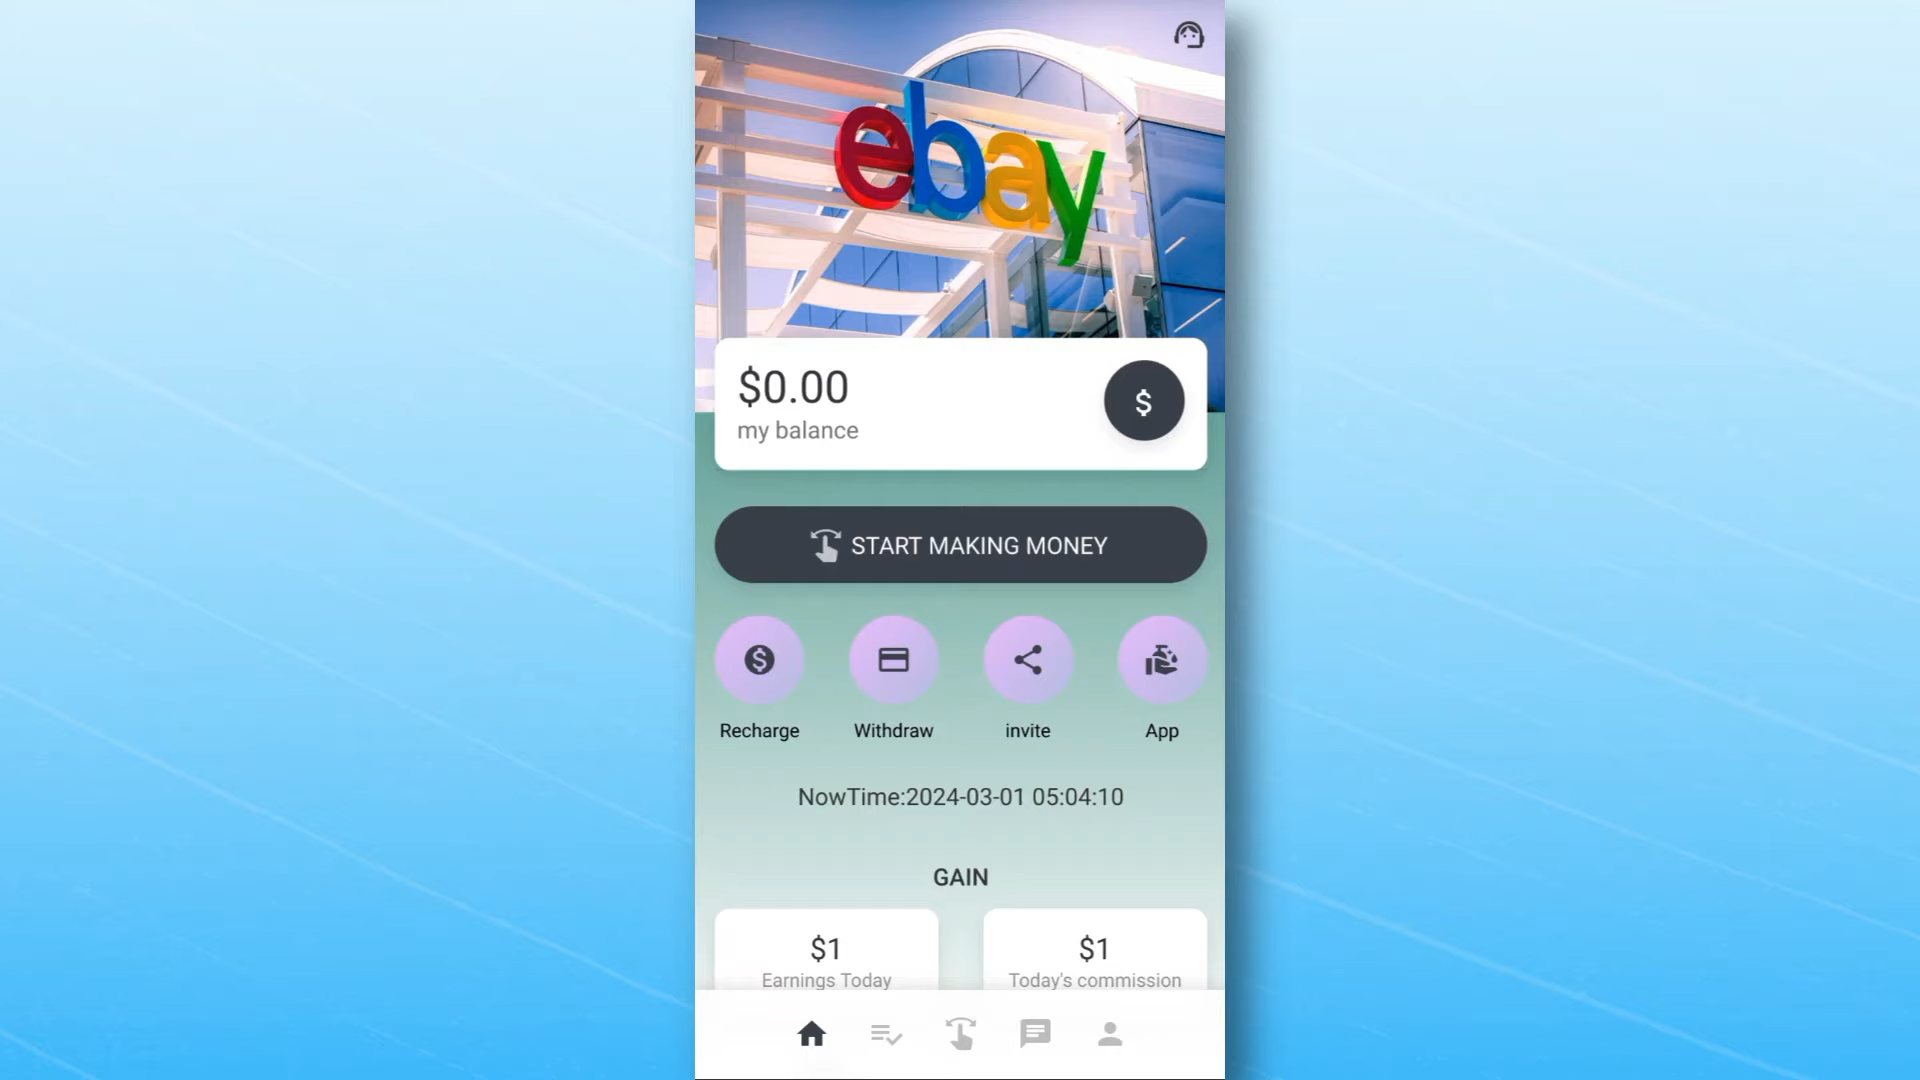 ebay
$0.00
my balance
$
START MAKING MONEY
$
Recharge
Withdraw
invite
App
NowTime:2024-03-01 05:04:10
GAIN
$1
Earnings Today
$1
Today's commission